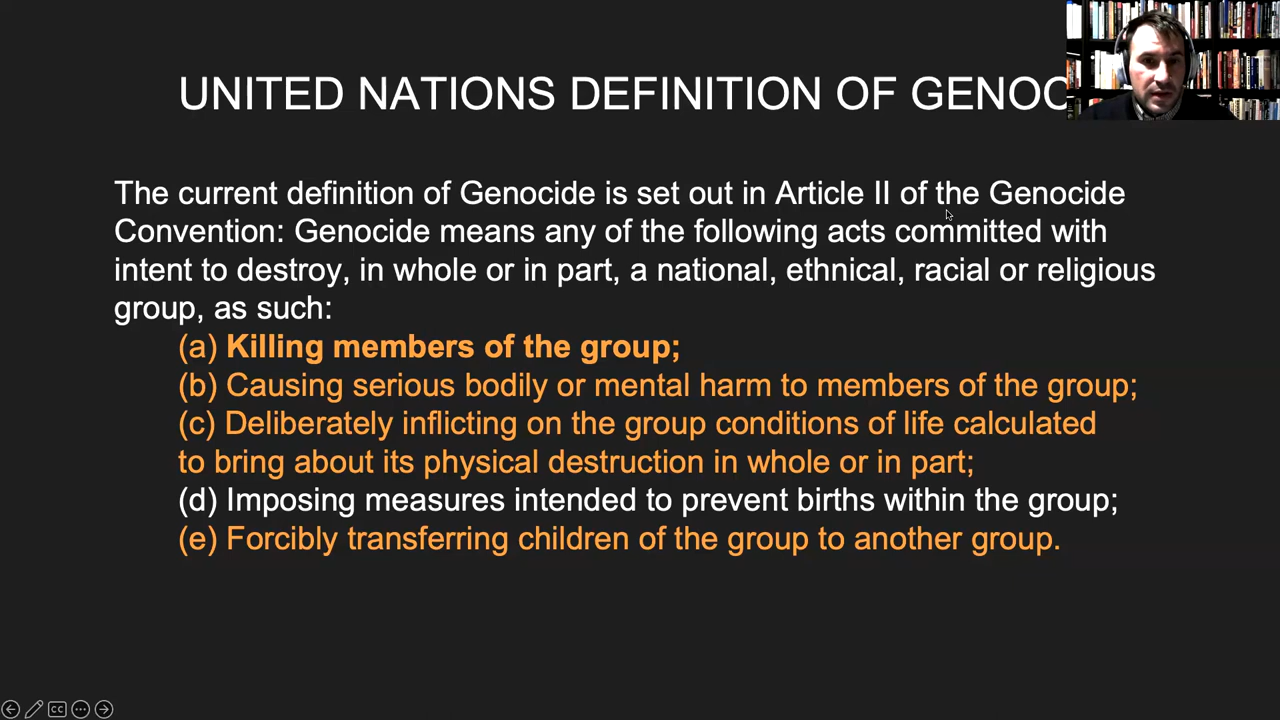 UNITED NATIONS DEFINITION OF GENOC
The current definition of Genocide is set out in Article II of the Genocide
Convention: Genocide means any of the following acts committed with
intent to destroy, in whole or in part, a national, ethnical, racial or religious
group, as such:
(a) Killing members of the group;
(b) Causing serious bodily or mental harm to members of the group;
(c) Deliberately inflicting on the group conditions of life calculated
to bring about its physical destruction in whole or in part;
(d) Imposing measures intended to prevent births within the group;
(e) Forcibly transferring children of the group to another group.
CC